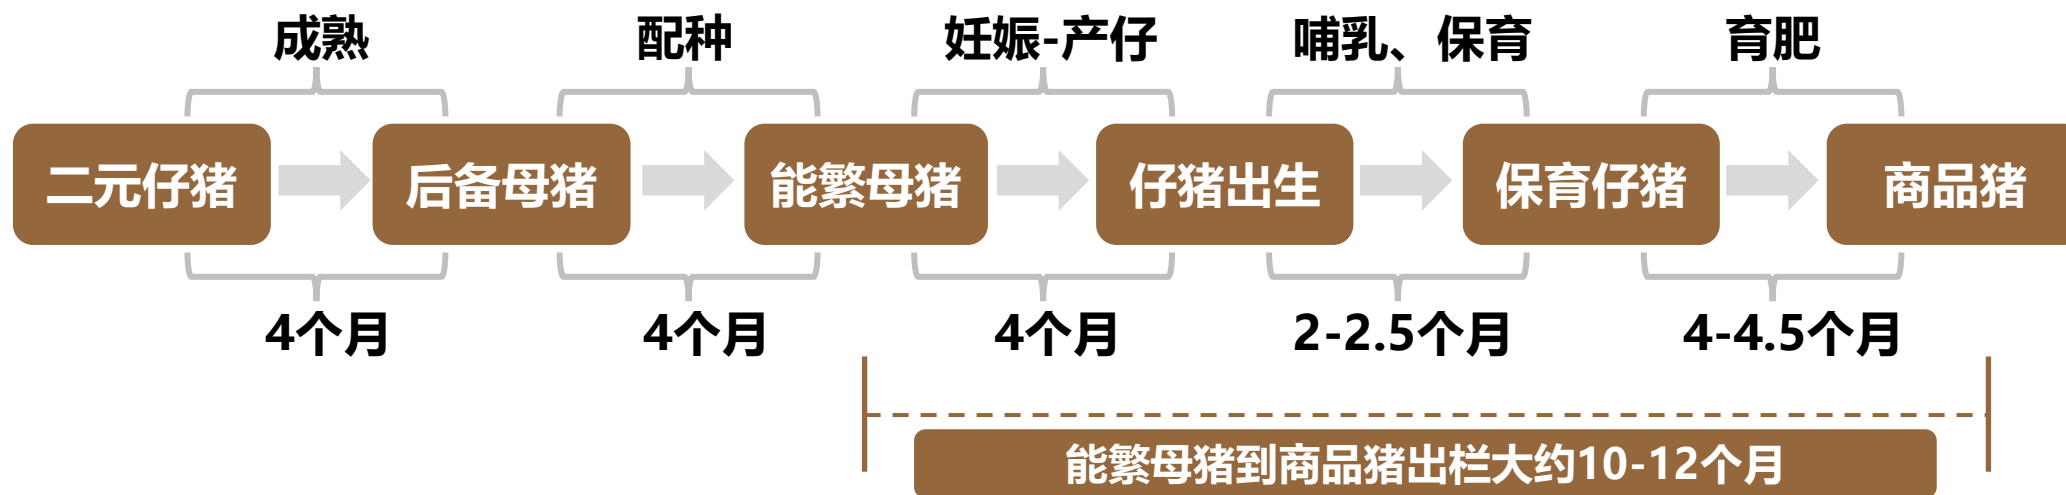 成熟
配种
妊娠-产仔
哺乳、保育
育肥
二元仔猪
后备母猪
能繁母猪
仔猪出生
保育仔猪
商品猪
4个月
4个月
4个月
2-2.5个月
4-4.5个月
能繁母猪到商品猪出栏大约10-12个月